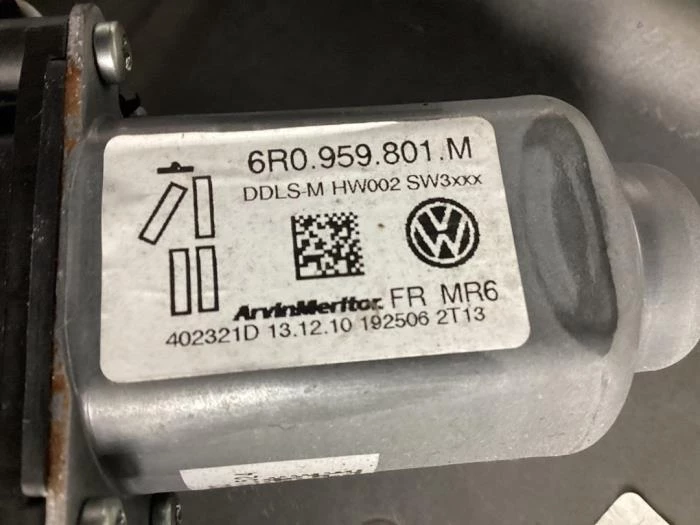 6R0.959.801.M
DDLS-M HW002 SW3xxx
ArvinMeritor. FR MR6
402321D 13.12.10 192506 2T13